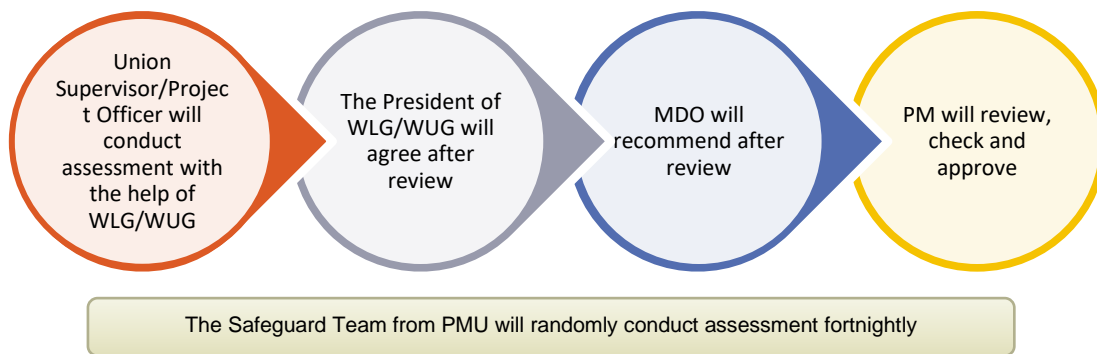 Union
Supervisor/Projec
t Officer will
conduct
assessment with
the help of
WLG/WUG
The President of
WLG/WUG will
agree after
review
MDO will
recommend after
review
PM will review,
check and
approve
The Safeguard Team from PMU will randomly conduct assessment fortnightly